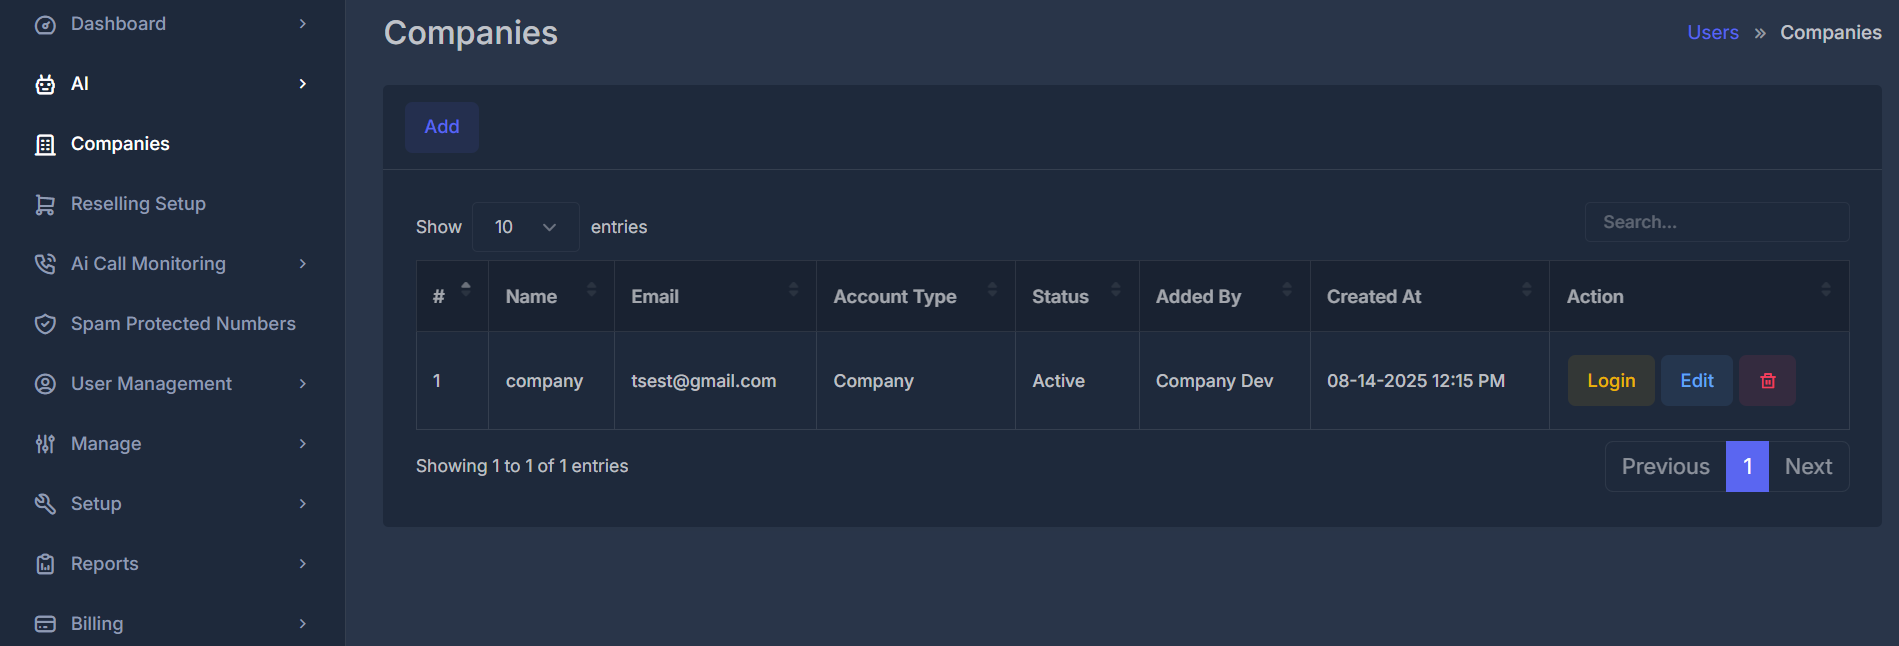 Dashboard
AI
Companies
Reselling Setup
Ai Call Monitoring
Spam Protected Numbers
User Management
Manage
Setup
Reports
Billing
Companies
Users » Companies
Add
Show 10 entries
Search...
# Name Email Account Type Status Added By Created At Action
1 company tsest@gmail.com Company Active Company Dev 08-14-2025 12:15 PM Login Edit
Showing 1 to 1 of 1 entries
Previous 1 Next